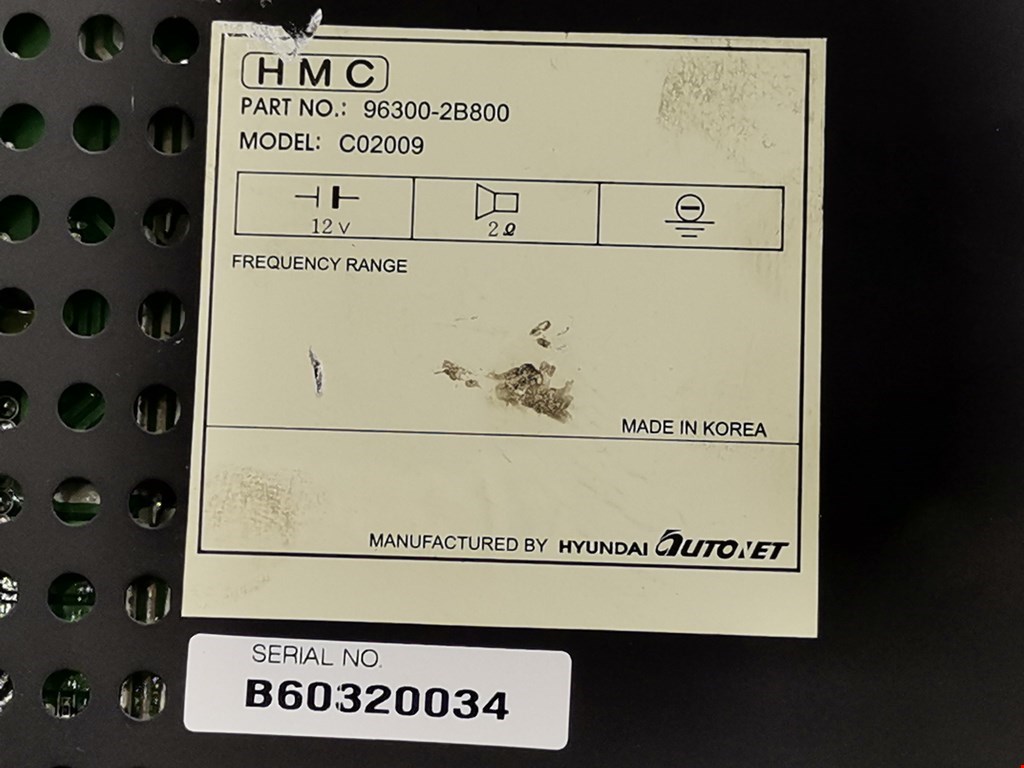 HMC
PART NO.: 96300-2B800
MODEL: C02009
12 V
2 Ω
FREQUENCY RANGE
MADE IN KOREA
MANUFACTURED BY HYUNDAI AUTONET
SERIAL NO.
B60320034